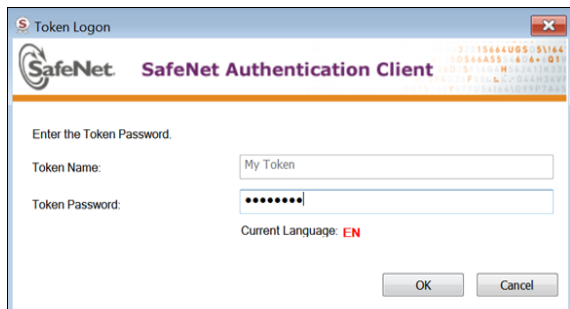 Token Logon
SafeNet. SafeNet Authentication Client
Enter the Token Password.
Token Name: My Token
Token Password: ••••••••
Current Language: EN
OK Cancel